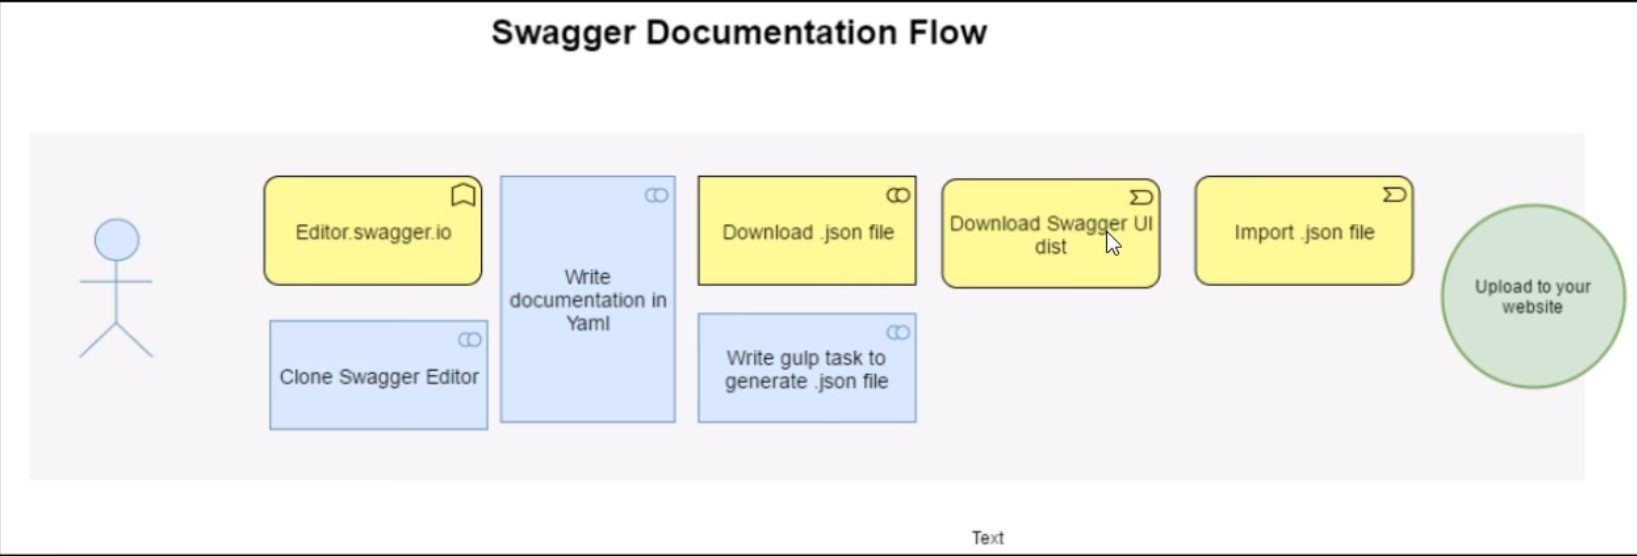 Swagger Documentation Flow
Editor.swagger.io
Clone Swagger Editor
Write
documentation in
Yaml
Download .json file
Write gulp task to
generate .json file
Download Swagger UI
dist
Import .json file
Upload to your
website
Text